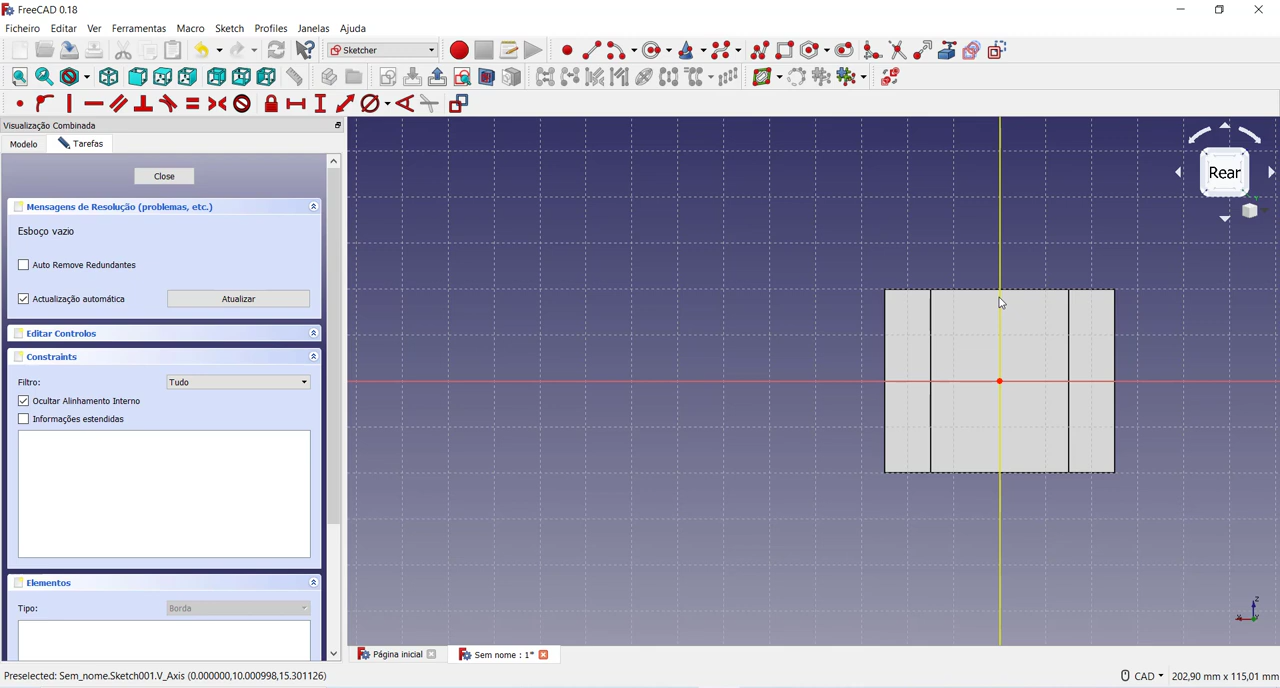 FreeCAD 0.18
Ficheiro Editar Ver Ferramentas Macro Sketch Profiles Janelas Ajuda
Sketcher
Visualização Combinada
Modelo Tarefas
Close
Mensagens de Resolução (problemas, etc.)
Esboço vazio
Auto Remove Redundantes
Actualização automática Atualizar
Editar Controlos
Constraints
Filtro: Tudo
Ocultar Alinhamento Interno
Informações estendidas
Elementos
Tipo: Borda
Rear
Página inicial Sem nome : 1*
Preselected: Sem_nome.Sketch001.V_Axis (0.000000,10.000998,15.301126) CAD 202,90 mm x 115,01 mm